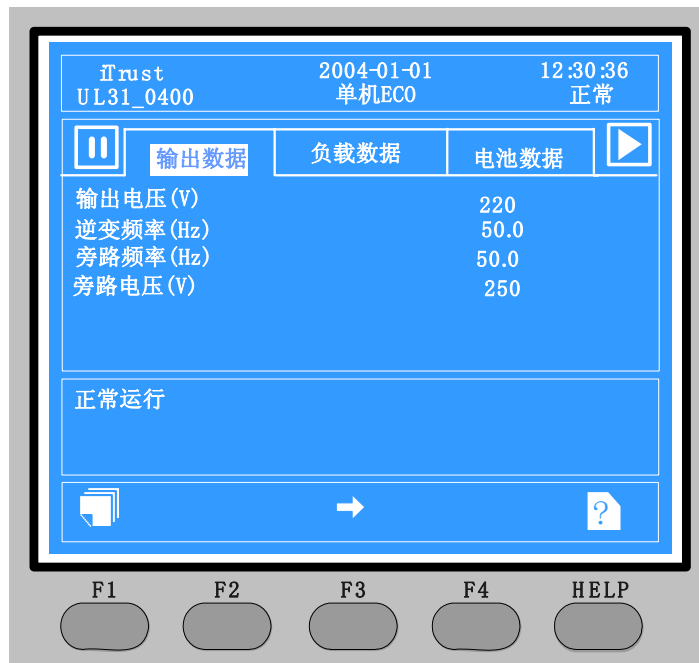 iTrust 2004-01-01 12:30:36
UL31_0400 单机ECO 正常
输出数据 负载数据 电池数据
输出电压(V) 220
逆变频率(Hz) 50.0
旁路频率(Hz) 50.0
旁路电压(V) 250
正常运行
?
F1 F2 F3 F4 HELP